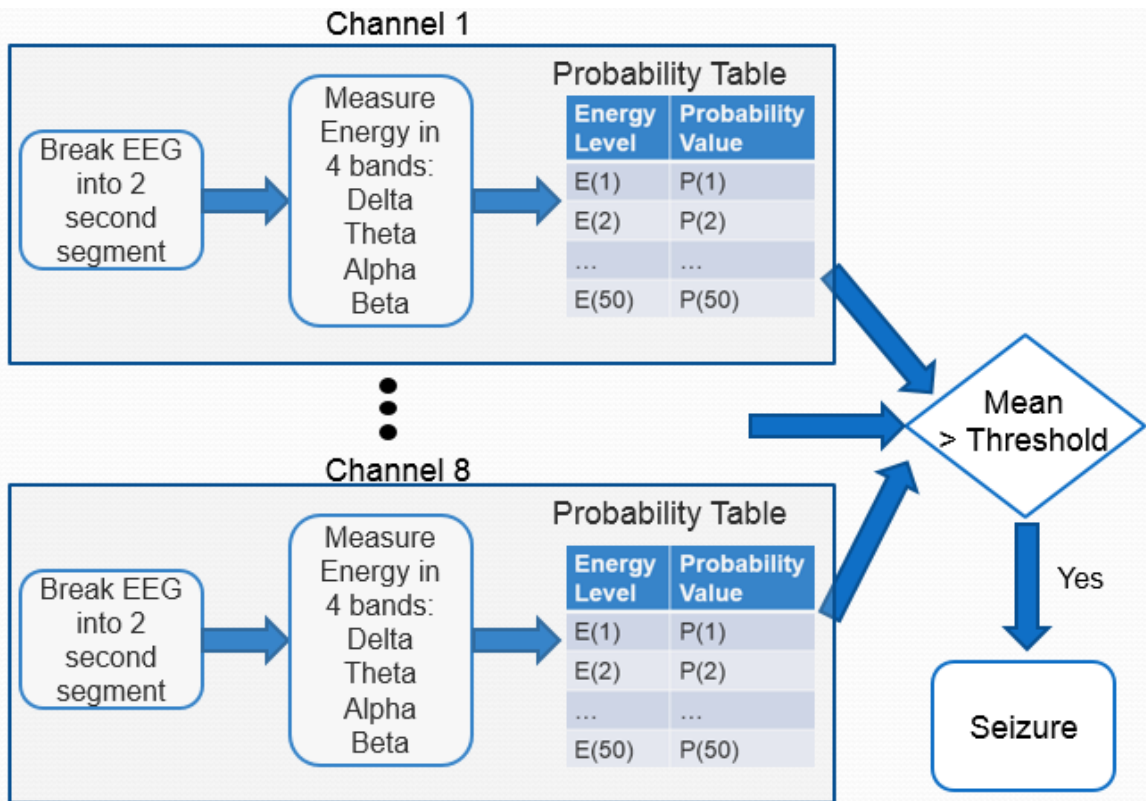 Channel 1
Break EEG
into 2
second
segment
Measure
Energy in
4 bands:
Delta
Theta
Alpha
Beta
Probability Table
Energy Level Probability Value
E(1) P(1)
E(2) P(2)
... ...
E(50) P(50)
Channel 8
Break EEG
into 2
second
segment
Measure
Energy in
4 bands:
Delta
Theta
Alpha
Beta
Probability Table
Energy Level Probability Value
E(1) P(1)
E(2) P(2)
... ...
E(50) P(50)
Mean
> Threshold
Yes
Seizure